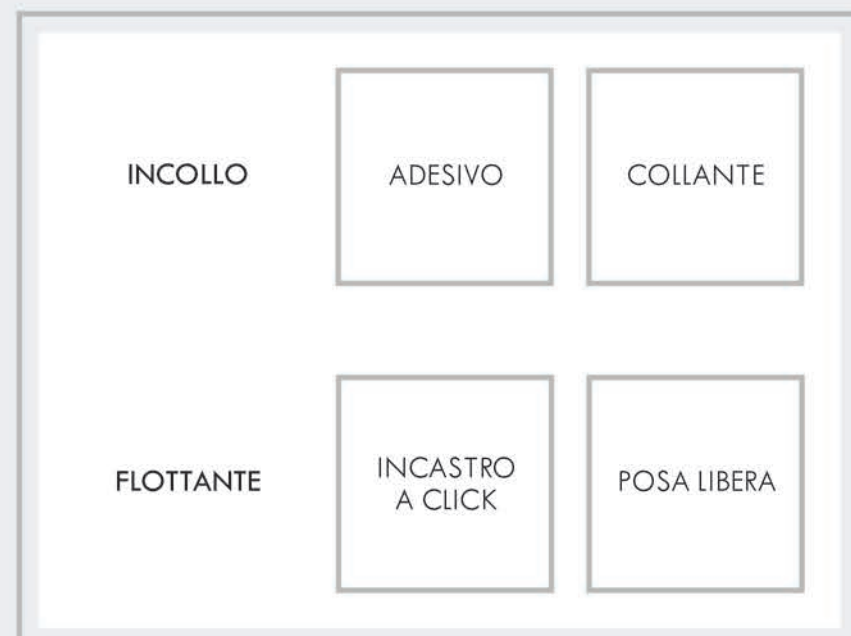 INCOLLO
ADESIVO
COLLANTE
FLOTTANTE
INCASTRO
A CLICK
POSA LIBERA